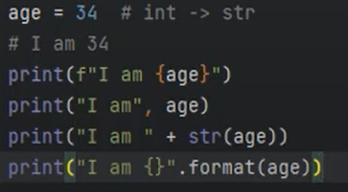 age = 34  # int -> str
# I am 34
print(f"I am {age}")
print("I am", age)
print("I am " + str(age))
print("I am {}".format(age))